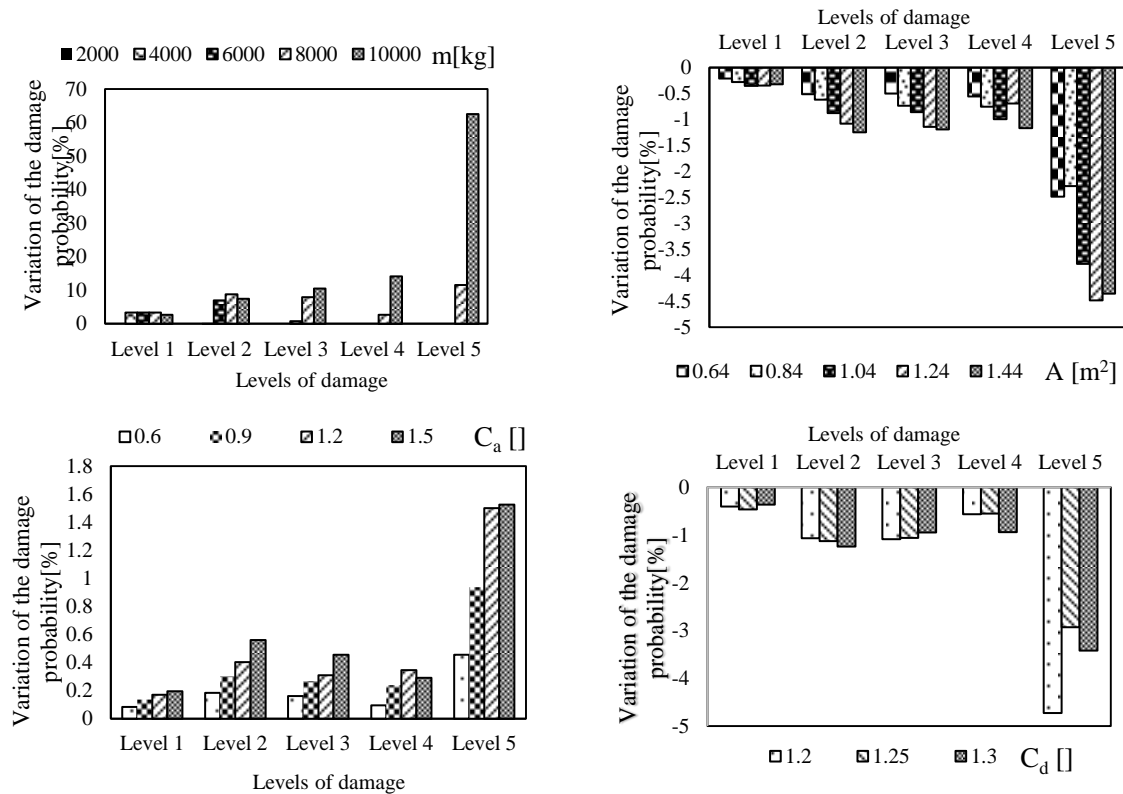 2000 4000 6000 8000 10000 m[kg]
Variation of the damage
probability[%]
70
60
50
40
30
20
10
0
Level 1 Level 2 Level 3 Level 4 Level 5
Levels of damage
Levels of damage
Level 1 Level 2 Level 3 Level 4 Level 5
Variation of the damage
probability[%]
0
-0.5
-1
-1.5
-2
-2.5
-3
-3.5
-4
-4.5
-5
0.64 0.84 1.04 1.24 1.44 A [m²]
0.6 0.9 1.2 1.5 Cₐ []
Variation of the damage
probability[%]
1.8
1.6
1.4
1.2
1
0.8
0.6
0.4
0.2
0
Level 1 Level 2 Level 3 Level 4 Level 5
Levels of damage
Levels of damage
Level 1 Level 2 Level 3 Level 4 Level 5
Variation of the damage
probability[%]
0
-1
-2
-3
-4
-5
1.2 1.25 1.3 C_d []